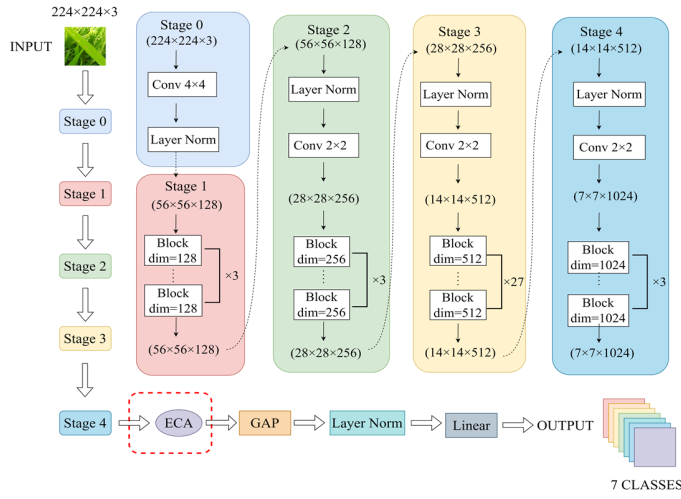 224×224×3
INPUT
Stage 0
Stage 1
Stage 2
Stage 3
Stage 4
Stage 0
(224×224×3)
Conv 4×4
Layer Norm
Stage 1
(56×56×128)
Block
dim=128
Block
dim=128
×3
(56×56×128)
Stage 2
(56×56×128)
Layer Norm
Conv 2×2
(28×28×256)
Block
dim=256
Block
dim=256
×3
(28×28×256)
Stage 3
(28×28×256)
Layer Norm
Conv 2×2
(14×14×512)
Block
dim=512
Block
dim=512
×27
(14×14×512)
Stage 4
(14×14×512)
Layer Norm
Conv 2×2
(7×7×1024)
Block
dim=1024
Block
dim=1024
×3
(7×7×1024)
ECA
GAP
Layer Norm
Linear
OUTPUT
7 CLASSES